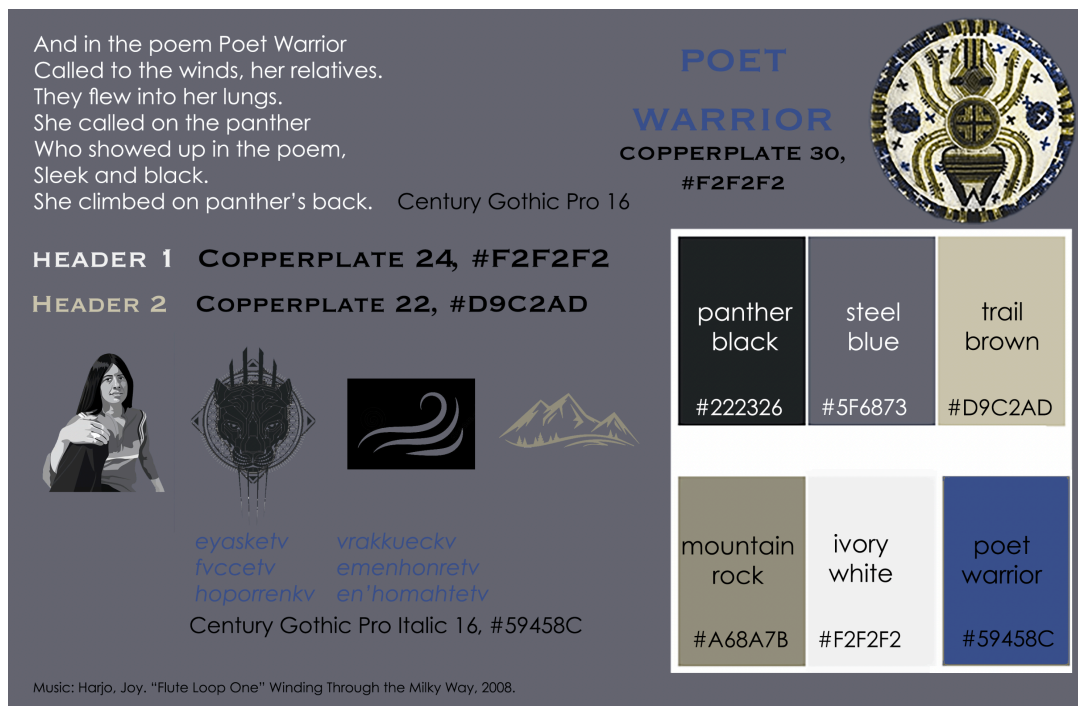 And in the poem Poet Warrior
Called to the winds, her relatives.
They flew into her lungs.
She called on the panther
Who showed up in the poem,
Sleek and black.
She climbed on panther's back.
Century Gothic Pro 16
POET
WARRIOR
COPPERPLATE 30,
#F2F2F2
HEADER 1
COPPERPLATE 24, #F2F2F2
HEADER 2
COPPERPLATE 22, #D9C2AD
panther
black
#222326
steel
blue
#5F6873
trail
brown
#D9C2AD
mountain
rock
#A68A7B
ivory
white
#F2F2F2
poet
warrior
#59458C
eyasketv
fvccetv
hoporrenkv
vrakkueckv
emenhonretv
en'homahtetv
Century Gothic Pro Italic 16, #59458C
Music: Harjo, Joy. "Flute Loop One" Winding Through the Milky Way, 2008.